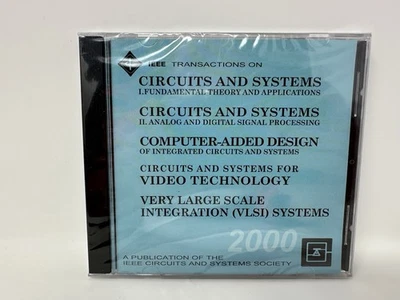 IEEE TRANSACTIONS ON
CIRCUITS AND SYSTEMS
I.FUNDAMENTAL THEORY AND APPLICATIONS
CIRCUITS AND SYSTEMS
II.ANALOG AND DIGITAL SIGNAL PROCESSING
COMPUTER-AIDED DESIGN
OF INTEGRATED CIRCUITS AND SYSTEMS
CIRCUITS AND SYSTEMS FOR
VIDEO TECHNOLOGY
VERY LARGE SCALE
INTEGRATION (VLSI) SYSTEMS
2000
A PUBLICATION OF THE
IEEE CIRCUITS AND SYSTEMS SOCIETY